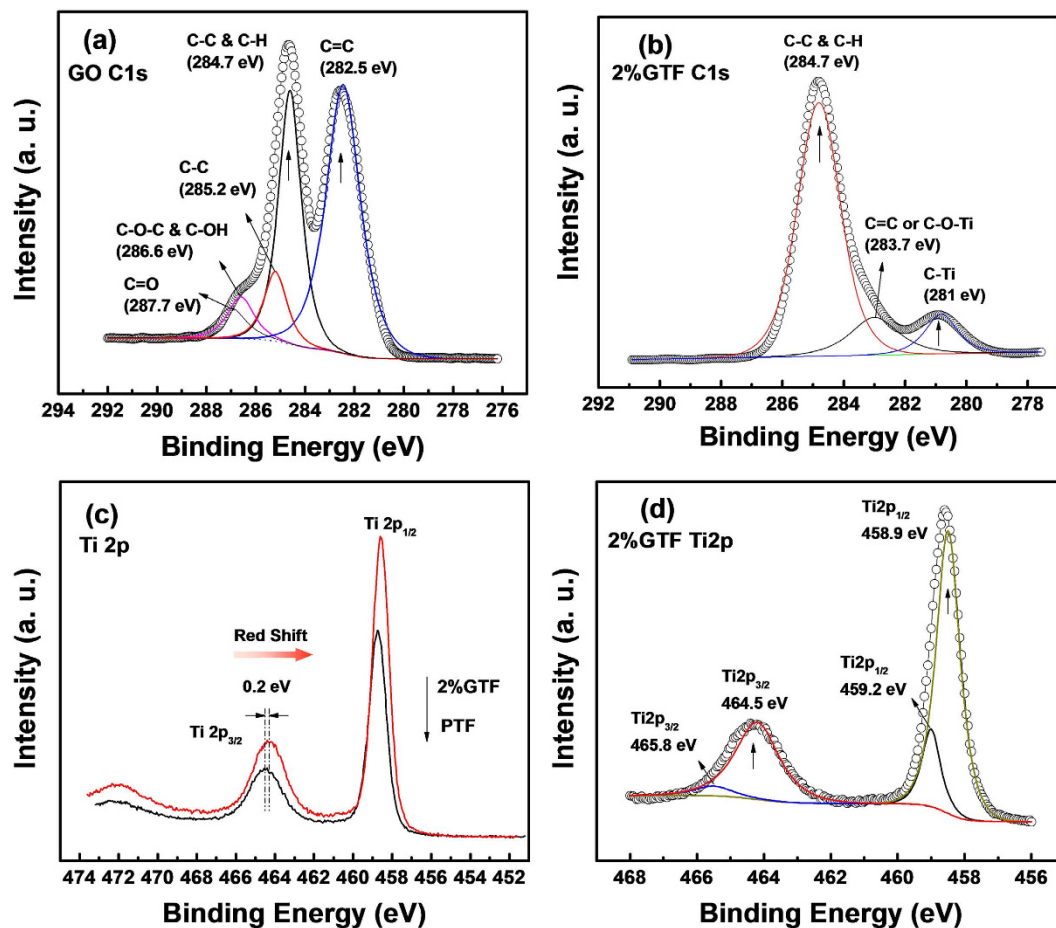 (a)
GO C1s
C-C & C-H
(284.7 eV)
C=C
(282.5 eV)
C-C
(285.2 eV)
C-O-C & C-OH
(286.6 eV)
C=O
(287.7 eV)
Intensity (a. u.)
294 292 290 288 286 284 282 280 278 276
Binding Energy (eV)
(b)
2%GTF C1s
C-C & C-H
(284.7 eV)
C=C or C-O-Ti
(283.7 eV)
C-Ti
(281 eV)
Intensity (a. u.)
292 290 288 286 284 282 280 278
Binding Energy (eV)
(c)
Ti 2p
Ti 2p1/2
Red Shift
0.2 eV
2%GTF
PTF
Ti 2p3/2
Intensity (a. u.)
474 472 470 468 466 464 462 460 458 456 454 452
Binding Energy (eV)
(d)
2%GTF Ti2p
Ti2p1/2
458.9 eV
Ti2p1/2
459.2 eV
Ti2p3/2
464.5 eV
Ti2p3/2
465.8 eV
Intensity (a. u.)
468 466 464 462 460 458 456
Binding Energy (eV)